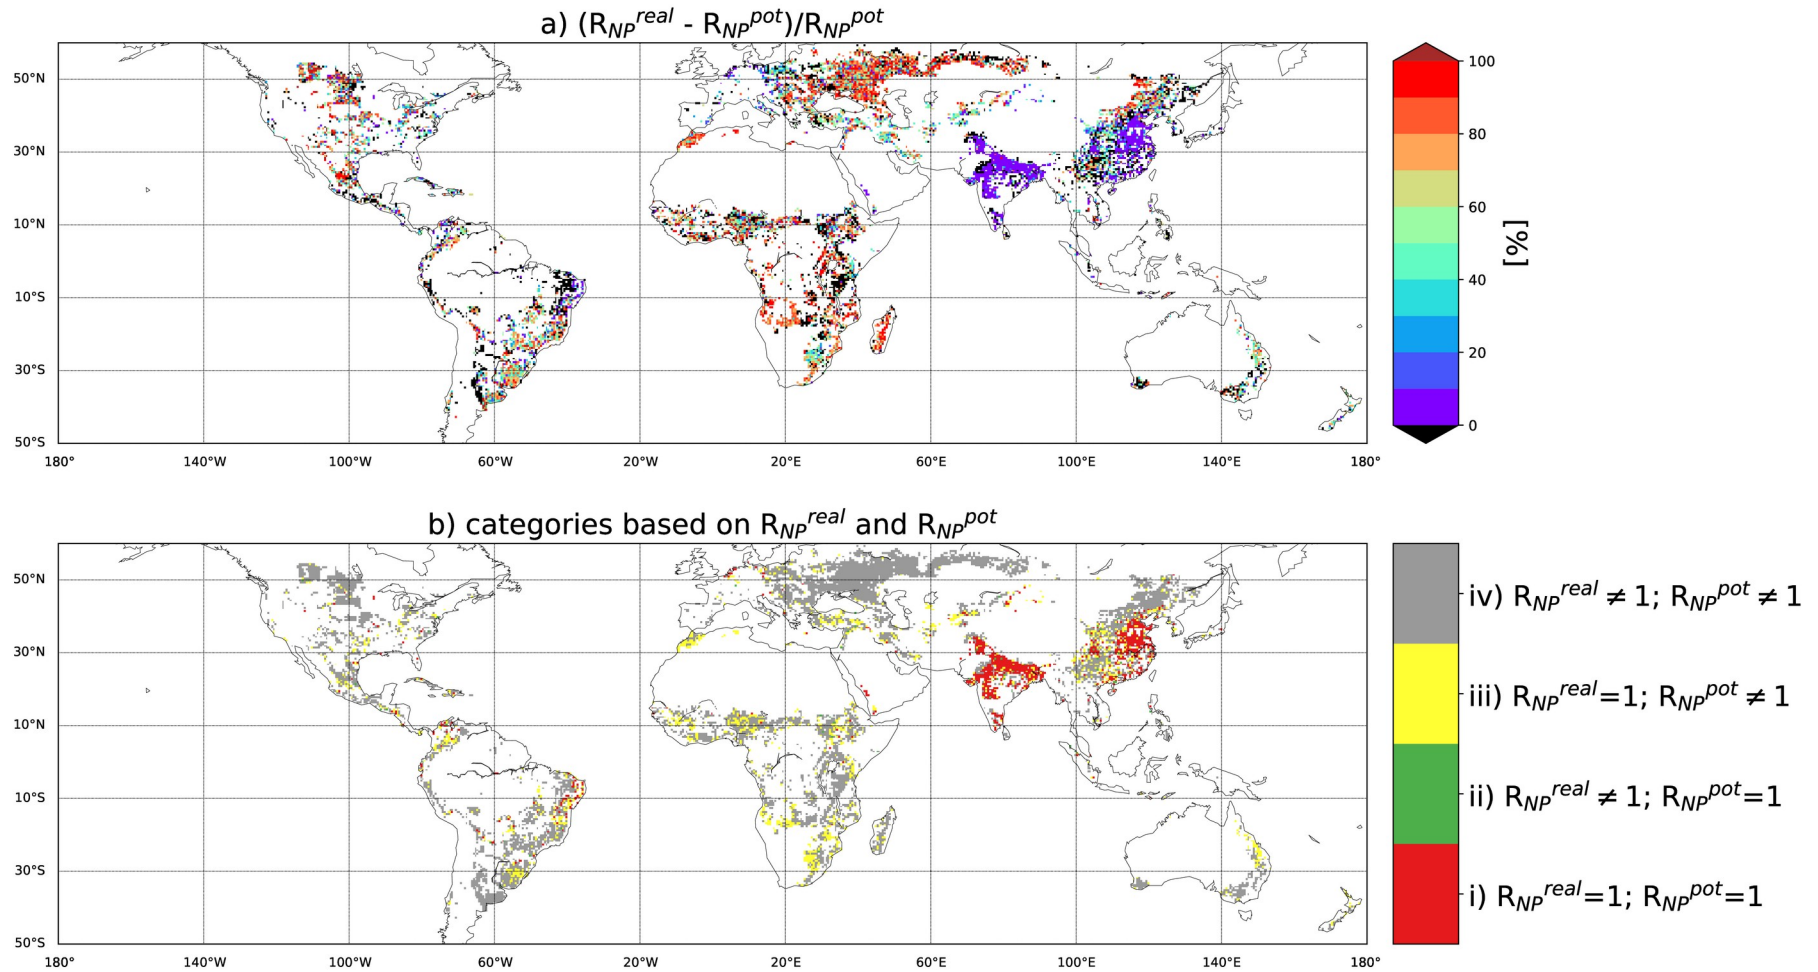 a) (R_NP^real - R_NP^pot)/R_NP^pot
50°N
30°N
10°N
10°S
30°S
50°S
180° 140°W 100°W 60°W 20°W 20°E 60°E 100°E 140°E 180°
100
80
60
40
20
0
[%]
b) categories based on R_NP^real and R_NP^pot
50°N
30°N
10°N
10°S
30°S
50°S
180° 140°W 100°W 60°W 20°W 20°E 60°E 100°E 140°E 180°
iv) R_NP^real ≠ 1; R_NP^pot ≠ 1
iii) R_NP^real=1; R_NP^pot ≠ 1
ii) R_NP^real ≠ 1; R_NP^pot=1
i) R_NP^real=1; R_NP^pot=1